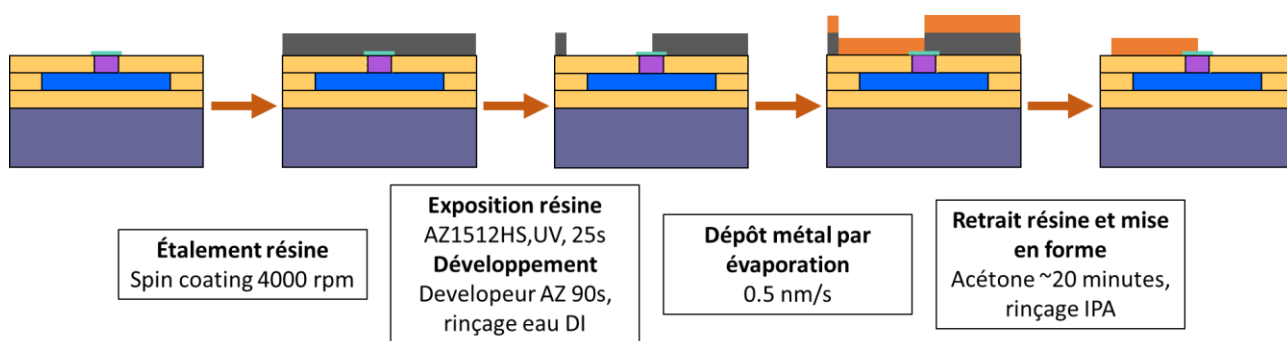 Étalement résine
Spin coating 4000 rpm
Exposition résine
AZ1512HS,UV, 25s
Développement
Developeur AZ 90s,
rinçage eau DI
Dépôt métal par
évaporation
0.5 nm/s
Retrait résine et mise
en forme
Acétone ~20 minutes,
rinçage IPA